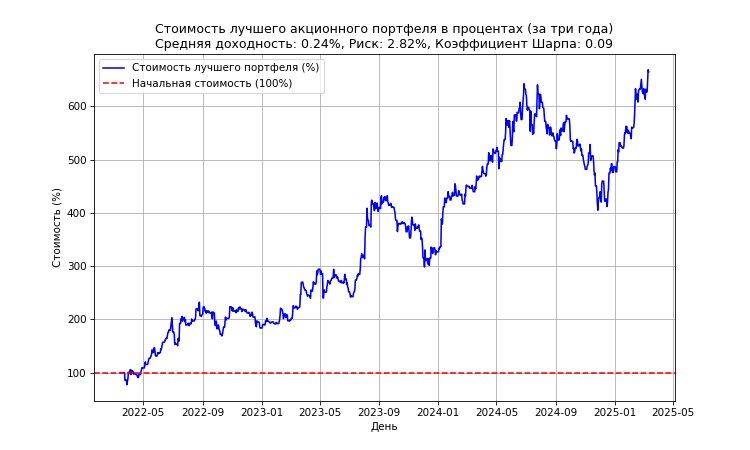 Стоимость лучшего акционного портфеля в процентах (за три года)
Средняя доходность: 0.24%, Риск: 2.82%, Коэффициент Шарпа: 0.09
Стоимость лучшего портфеля (%)
Начальная стоимость (100%)
Стоимость (%)
600
500
400
300
200
100
2022-05 2022-09 2023-01 2023-05 2023-09 2024-01 2024-05 2024-09 2025-01 2025-05
День